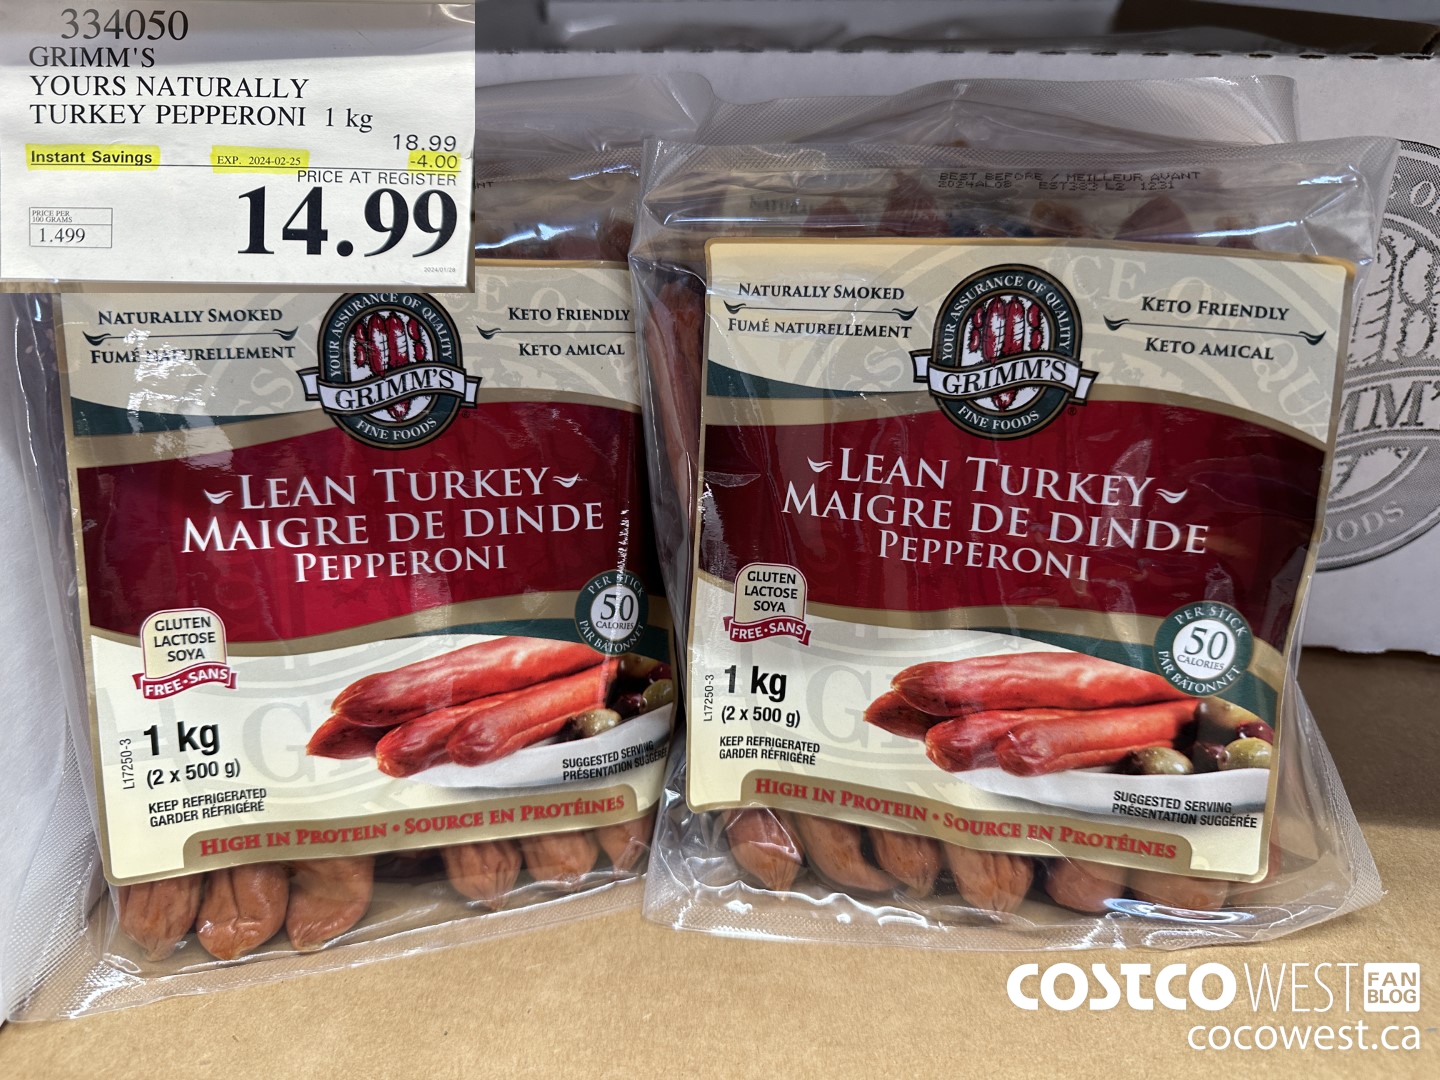 334050
GRIMM'S
YOURS NATURALLY
TURKEY PEPPERONI 1 kg
18.99
Instant Savings EXP. 2024-02-25 -4.00
PRICE AT REGISTER
14.99
PRICE PER
100 GRAMS
1.499
NATURALLY SMOKED
FUMÉ NATURELLEMENT
YOUR ASSURANCE OF QUALITY
GRIMM'S
FINE FOODS
KETO FRIENDLY
KETO AMICAL
LEAN TURKEY
MAIGRE DE DINDE
PEPPERONI
GLUTEN
LACTOSE
SOYA
FREE•SANS
PER STICK
50
CALORIES
PAR BÂTONNET
L17250-3
1 kg
(2 x 500 g)
KEEP REFRIGERATED
GARDER RÉFRIGÉRÉ
SUGGESTED SERVING
PRÉSENTATION SUGGÉRÉE
HIGH IN PROTEIN • SOURCE EN PROTÉINES
BEST BEFORE / MEILLEUR AVANT
NATURALLY SMOKED
FUMÉ NATURELLEMENT
YOUR ASSURANCE OF QUALITY
GRIMM'S
FINE FOODS
KETO FRIENDLY
KETO AMICAL
LEAN TURKEY
MAIGRE DE DINDE
PEPPERONI
GLUTEN
LACTOSE
SOYA
FREE•SANS
PER STICK
50
CALORIES
PAR BÂTONNET
L17250-3
1 kg
(2 x 500 g)
KEEP REFRIGERATED
GARDER RÉFRIGÉRÉ
SUGGESTED SERVING
PRÉSENTATION SUGGÉRÉE
HIGH IN PROTEIN • SOURCE EN PROTÉINES
COSTCO WEST FAN BLOG
cocowest.ca